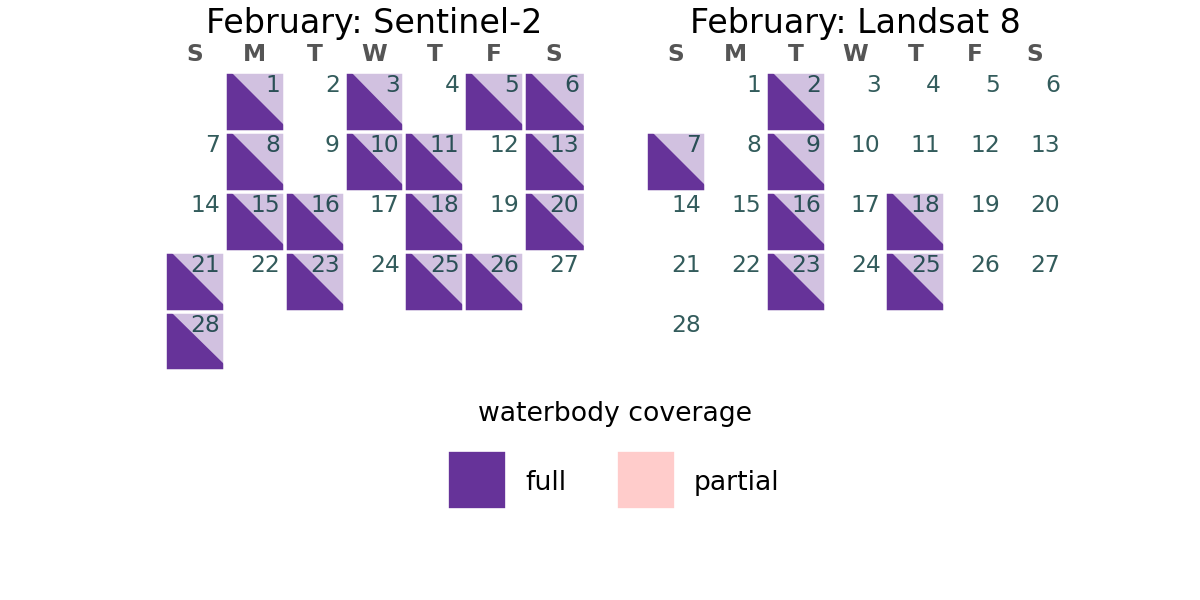 February: Sentinel-2
S M T W T F S
1 2 3 4 5 6
7 8 9 10 11 12 13
14 15 16 17 18 19 20
21 22 23 24 25 26 27
28
February: Landsat 8
S M T W T F S
1 2 3 4 5 6
7 8 9 10 11 12 13
14 15 16 17 18 19 20
21 22 23 24 25 26 27
28
waterbody coverage
full
partial